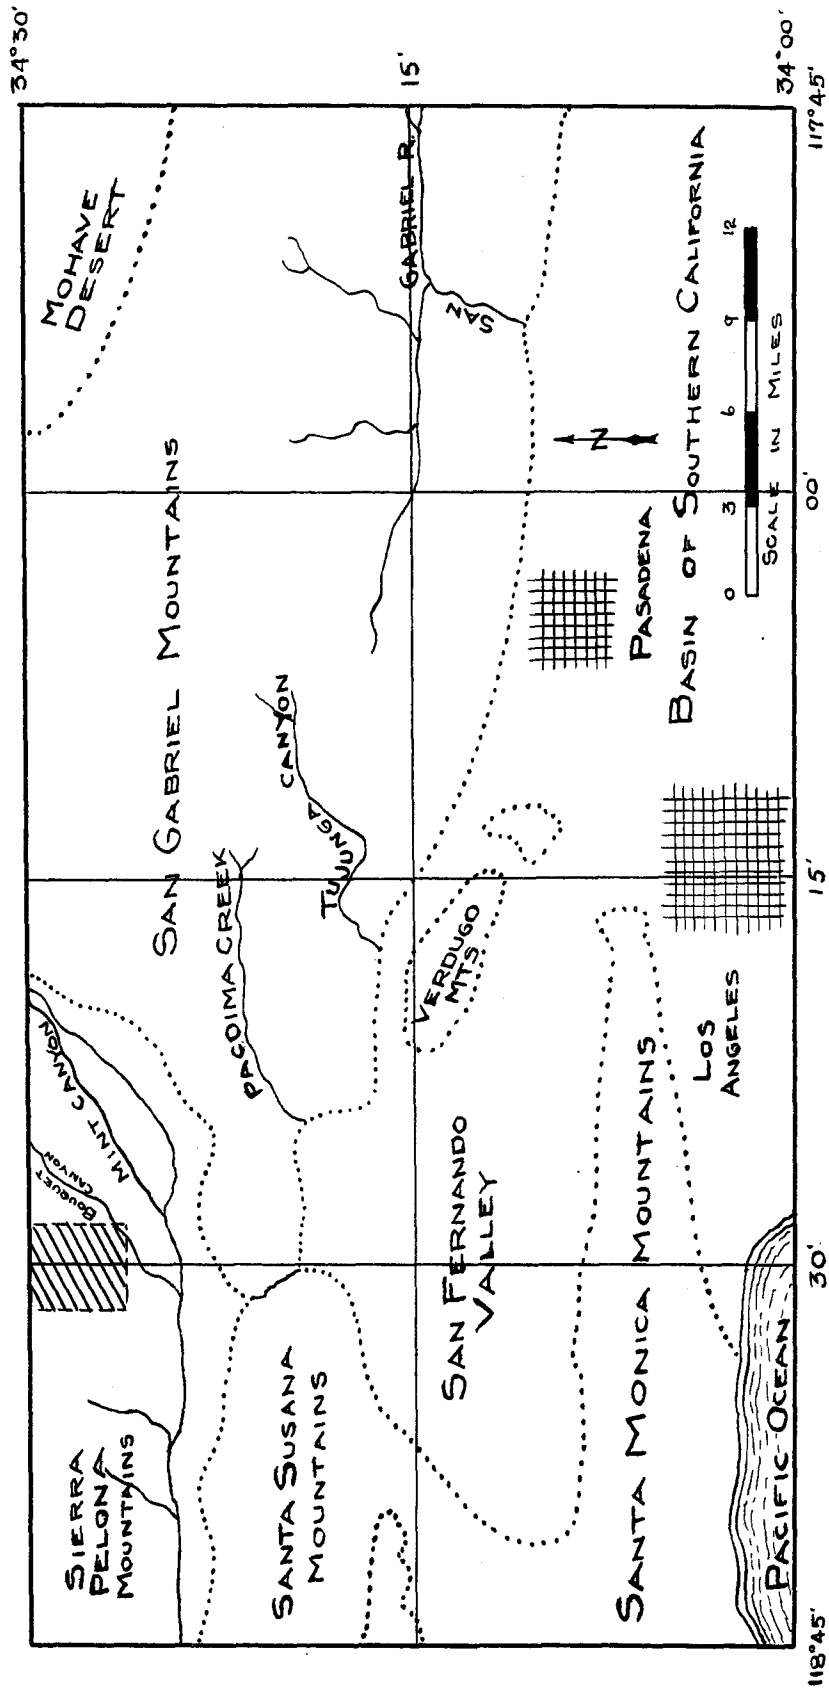 34°30'
15'
34°00'
117°45'
00'
15'
30'
118°45'
MOHAVE
DESERT
SAN GABRIEL MOUNTAINS
GABRIEL R.
SAN
CANYON
TUJUNGA
PACOIMA CREEK
MINT CANYON
BOUQUET
CANYON
SIERRA
PELONA
MOUNTAINS
SANTA SUSANA
MOUNTAINS
VERDUGO
MTS
SAN FERNANDO
VALLEY
SANTA MONICA MOUNTAINS
PASADENA
LOS
ANGELES
PACIFIC OCEAN
BASIN OF SOUTHERN CALIFORNIA
N
0 3 6 9 12
SCALE IN MILES